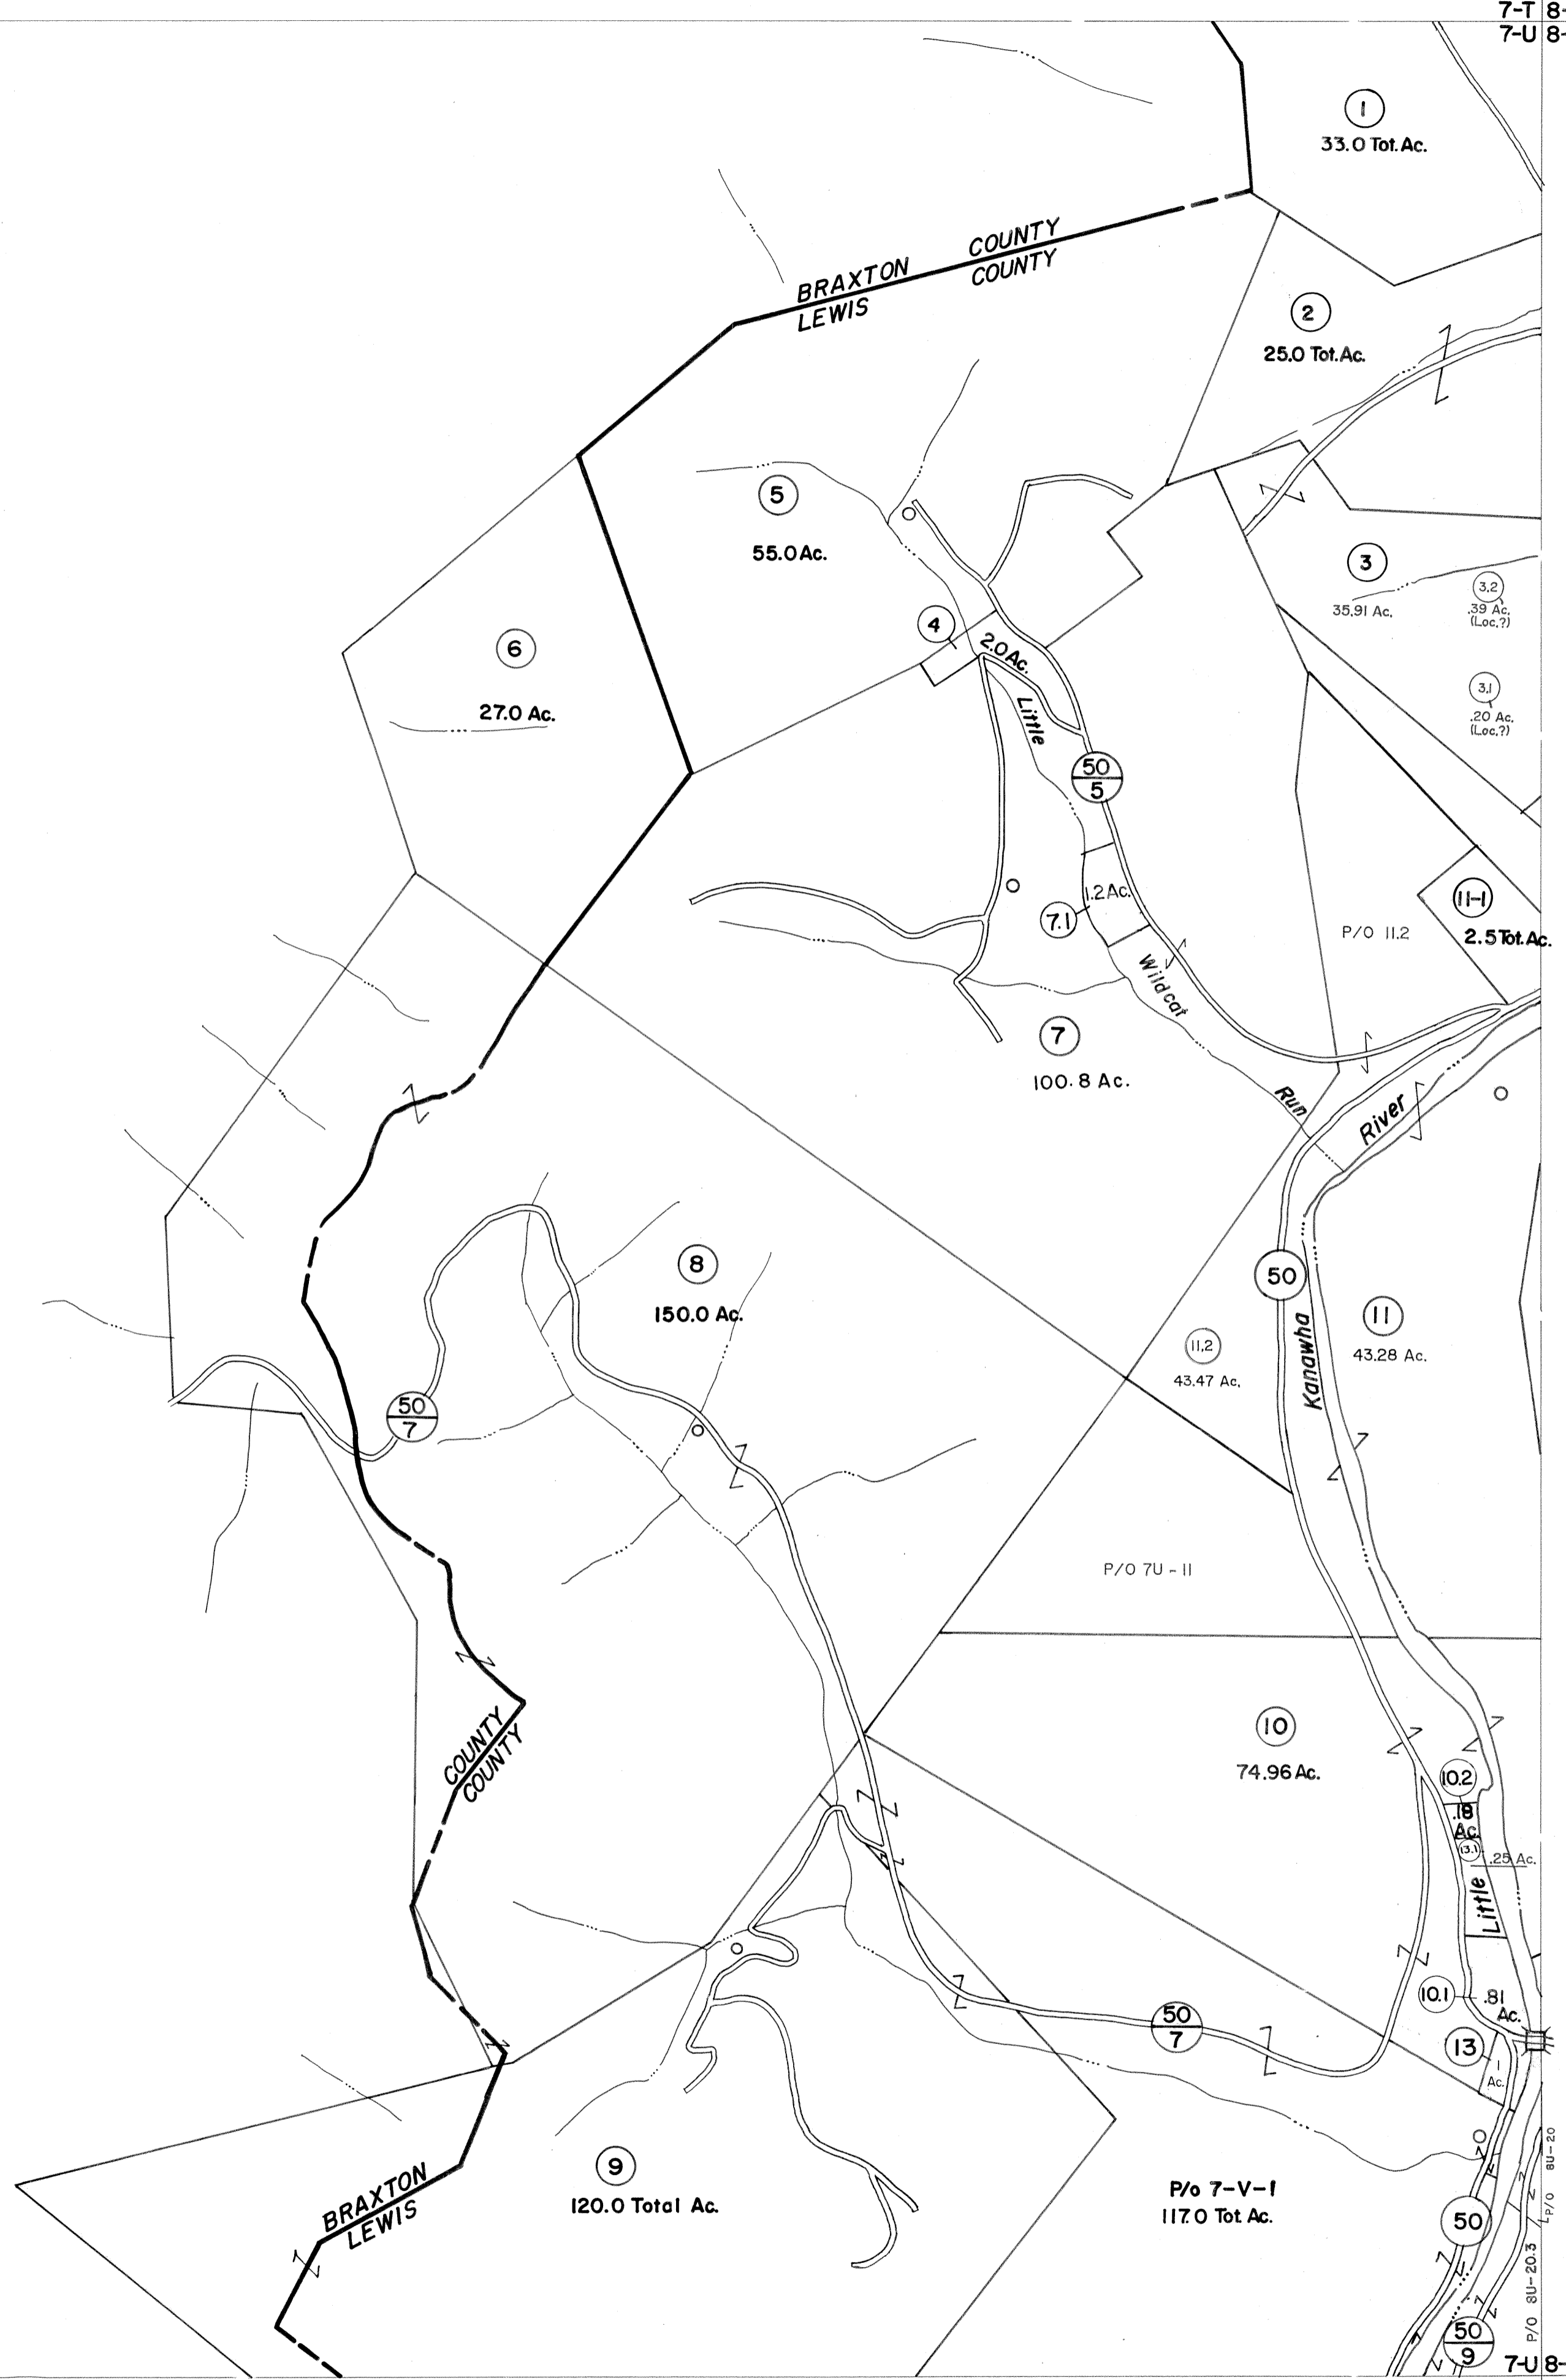 7-T 8-
7-U 8-
1
33.0 Tot. Ac.
BRAXTON COUNTY
LEWIS COUNTY
2
25.0 Tot. Ac.
5
55.0 Ac.
3
35.91 Ac.
3.2
.39 Ac.
(Loc.?)
4
2.0 Ac.
6
27.0 Ac.
3.1
.20 Ac.
(Loc.?)
Little
50
5
1.2 Ac.
7.1
11-1
P/O 11.2
2.5 Tot. Ac.
Wildcat
7
100.8 Ac.
Run
River
8
150.0 Ac.
50
Kanawha
11
43.28 Ac.
11.2
43.47 Ac.
50
7
P/O 7U-11
COUNTY
COUNTY
10
74.96 Ac.
10.2
.18
Ac.
13.1
.25 Ac.
Little
10.1
.81
Ac.
50
7
13
1
Ac.
9
120.0 Total Ac.
BRAXTON
LEWIS
P/o 7-V-1
117.0 Tot. Ac.
P/O 8U-20
50
P/O 8U-20.3
50
9
7-U 8-